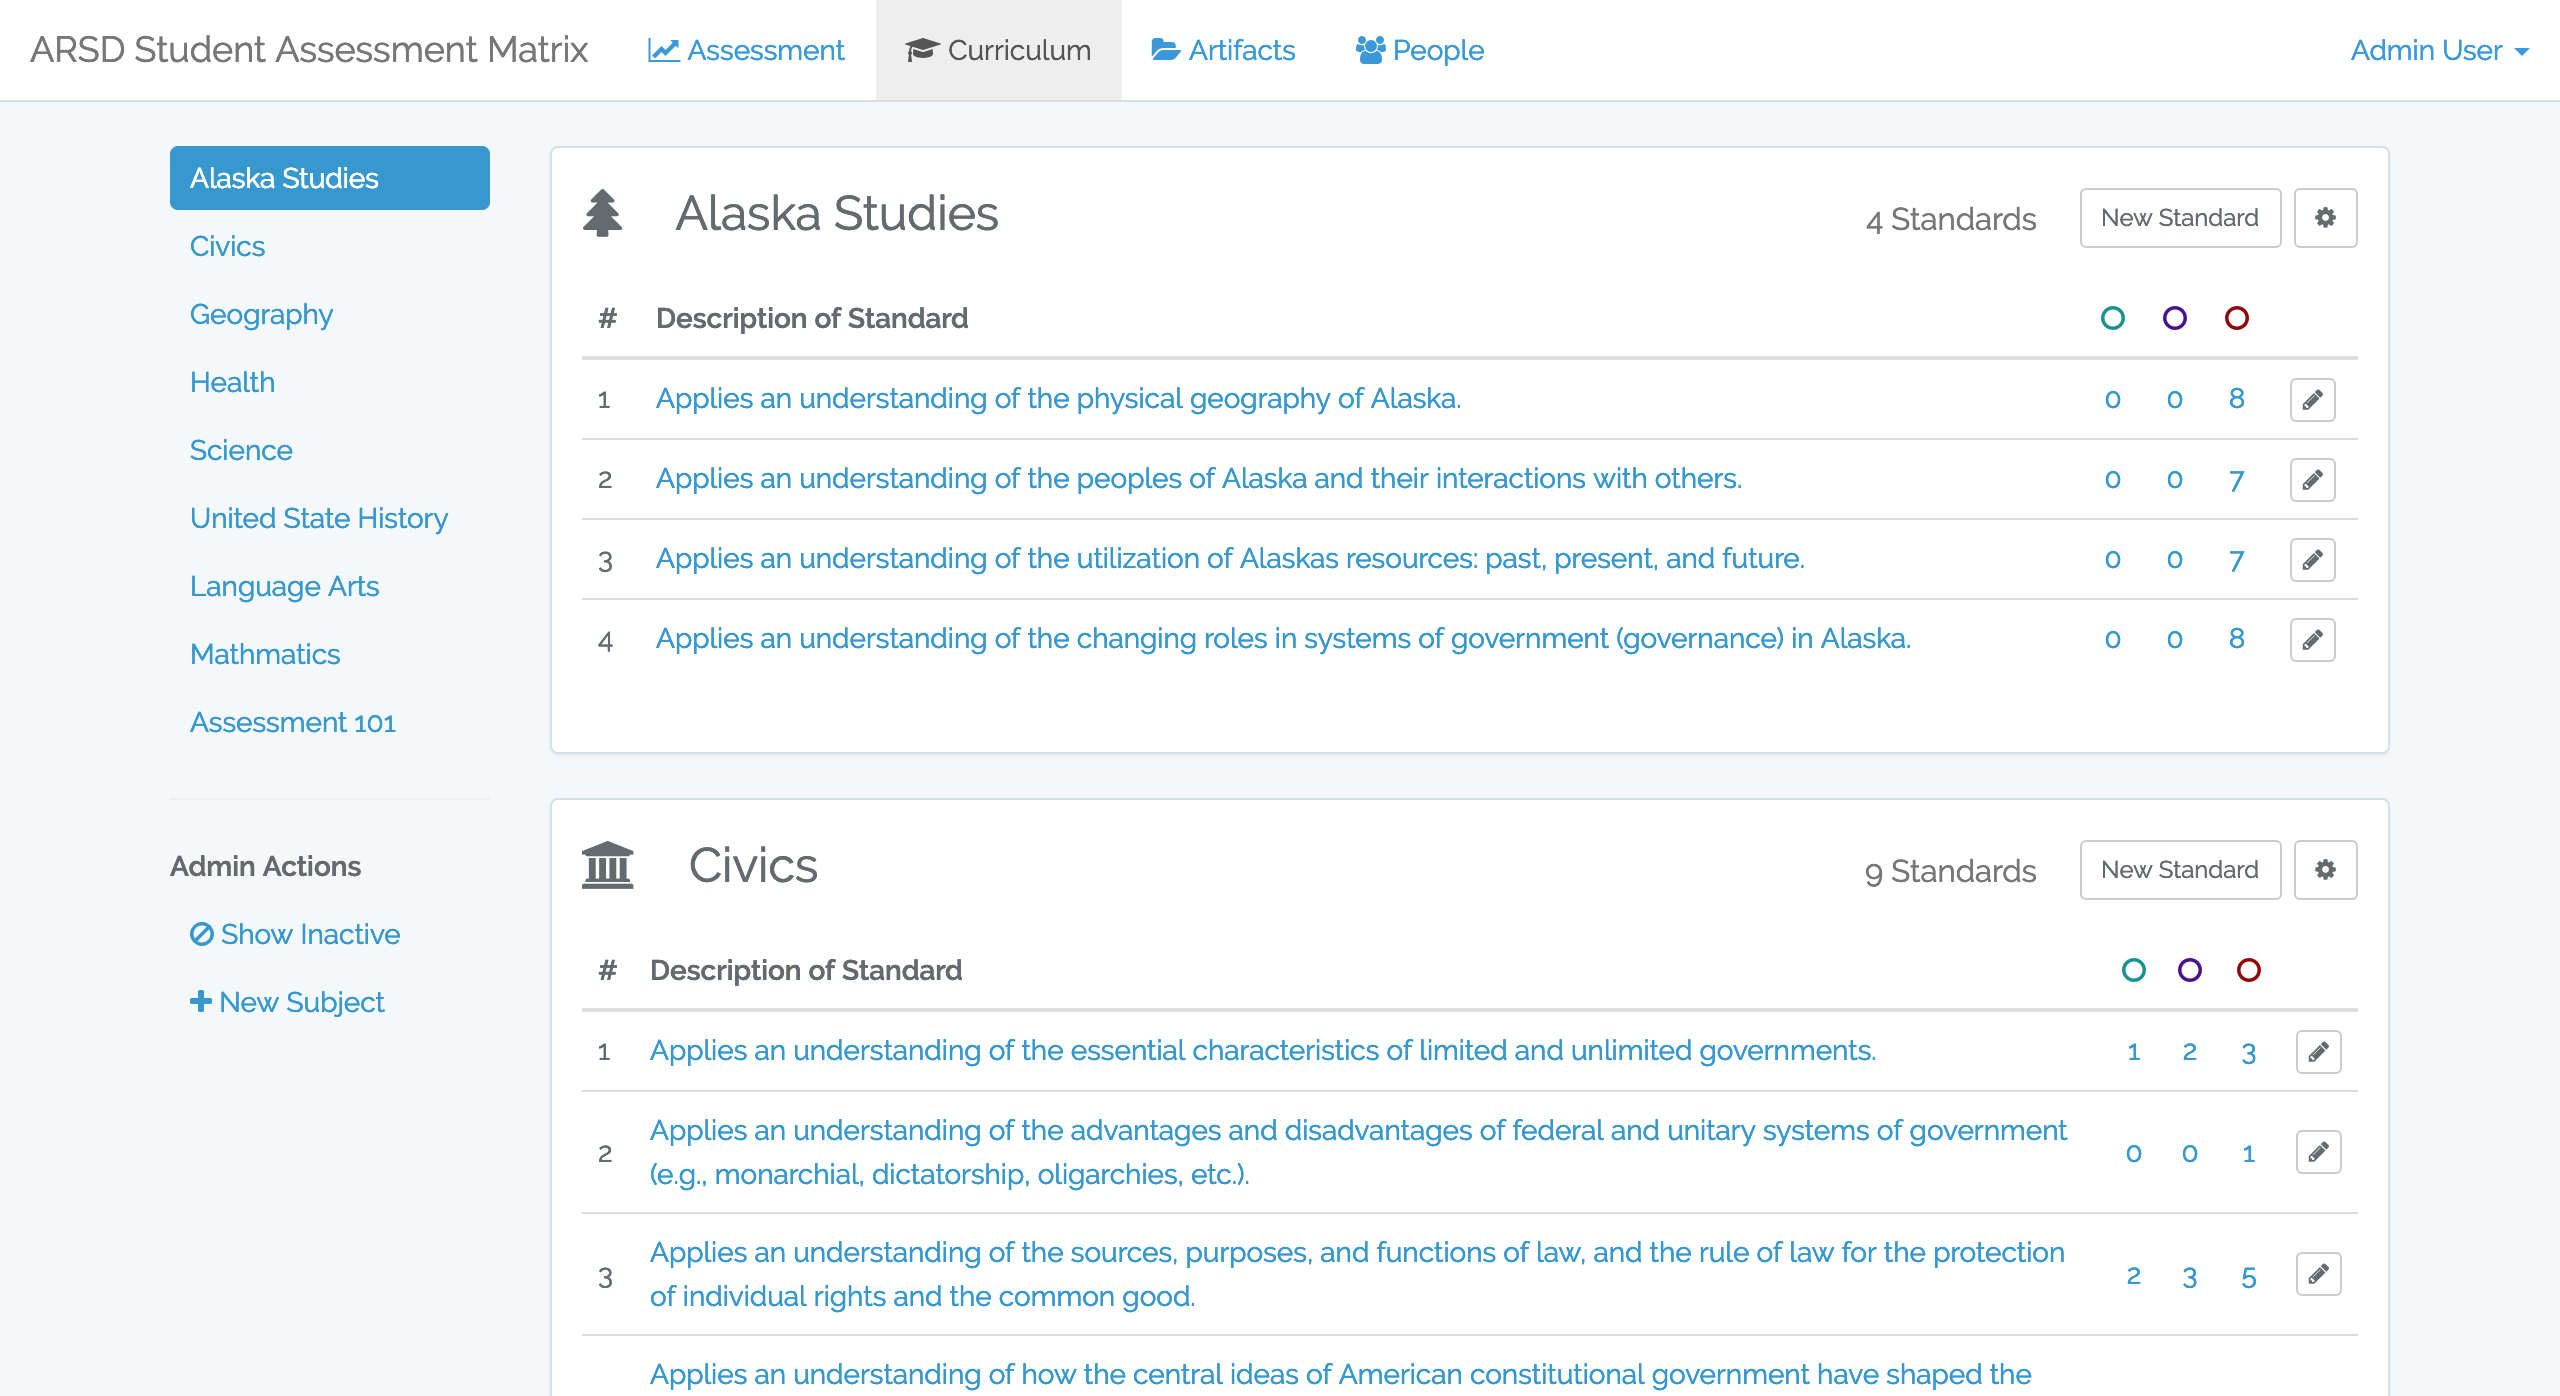 ARSD Student Assessment Matrix Assessment Curriculum Artifacts People Admin User
Alaska Studies
Civics
Geography
Health
Science
United State History
Language Arts
Mathmatics
Assessment 101
Admin Actions
Show Inactive
New Subject
Alaska Studies 4 Standards New Standard
# Description of Standard
1 Applies an understanding of the physical geography of Alaska. 0 0 8
2 Applies an understanding of the peoples of Alaska and their interactions with others. 0 0 7
3 Applies an understanding of the utilization of Alaskas resources: past, present, and future. 0 0 7
4 Applies an understanding of the changing roles in systems of government (governance) in Alaska. 0 0 8
Civics 9 Standards New Standard
# Description of Standard
1 Applies an understanding of the essential characteristics of limited and unlimited governments. 1 2 3
2 Applies an understanding of the advantages and disadvantages of federal and unitary systems of government
(e.g., monarchial, dictatorship, oligarchies, etc.). 0 0 1
3 Applies an understanding of the sources, purposes, and functions of law, and the rule of law for the protection
of individual rights and the common good. 2 3 5
Applies an understanding of how the central ideas of American constitutional government have shaped the